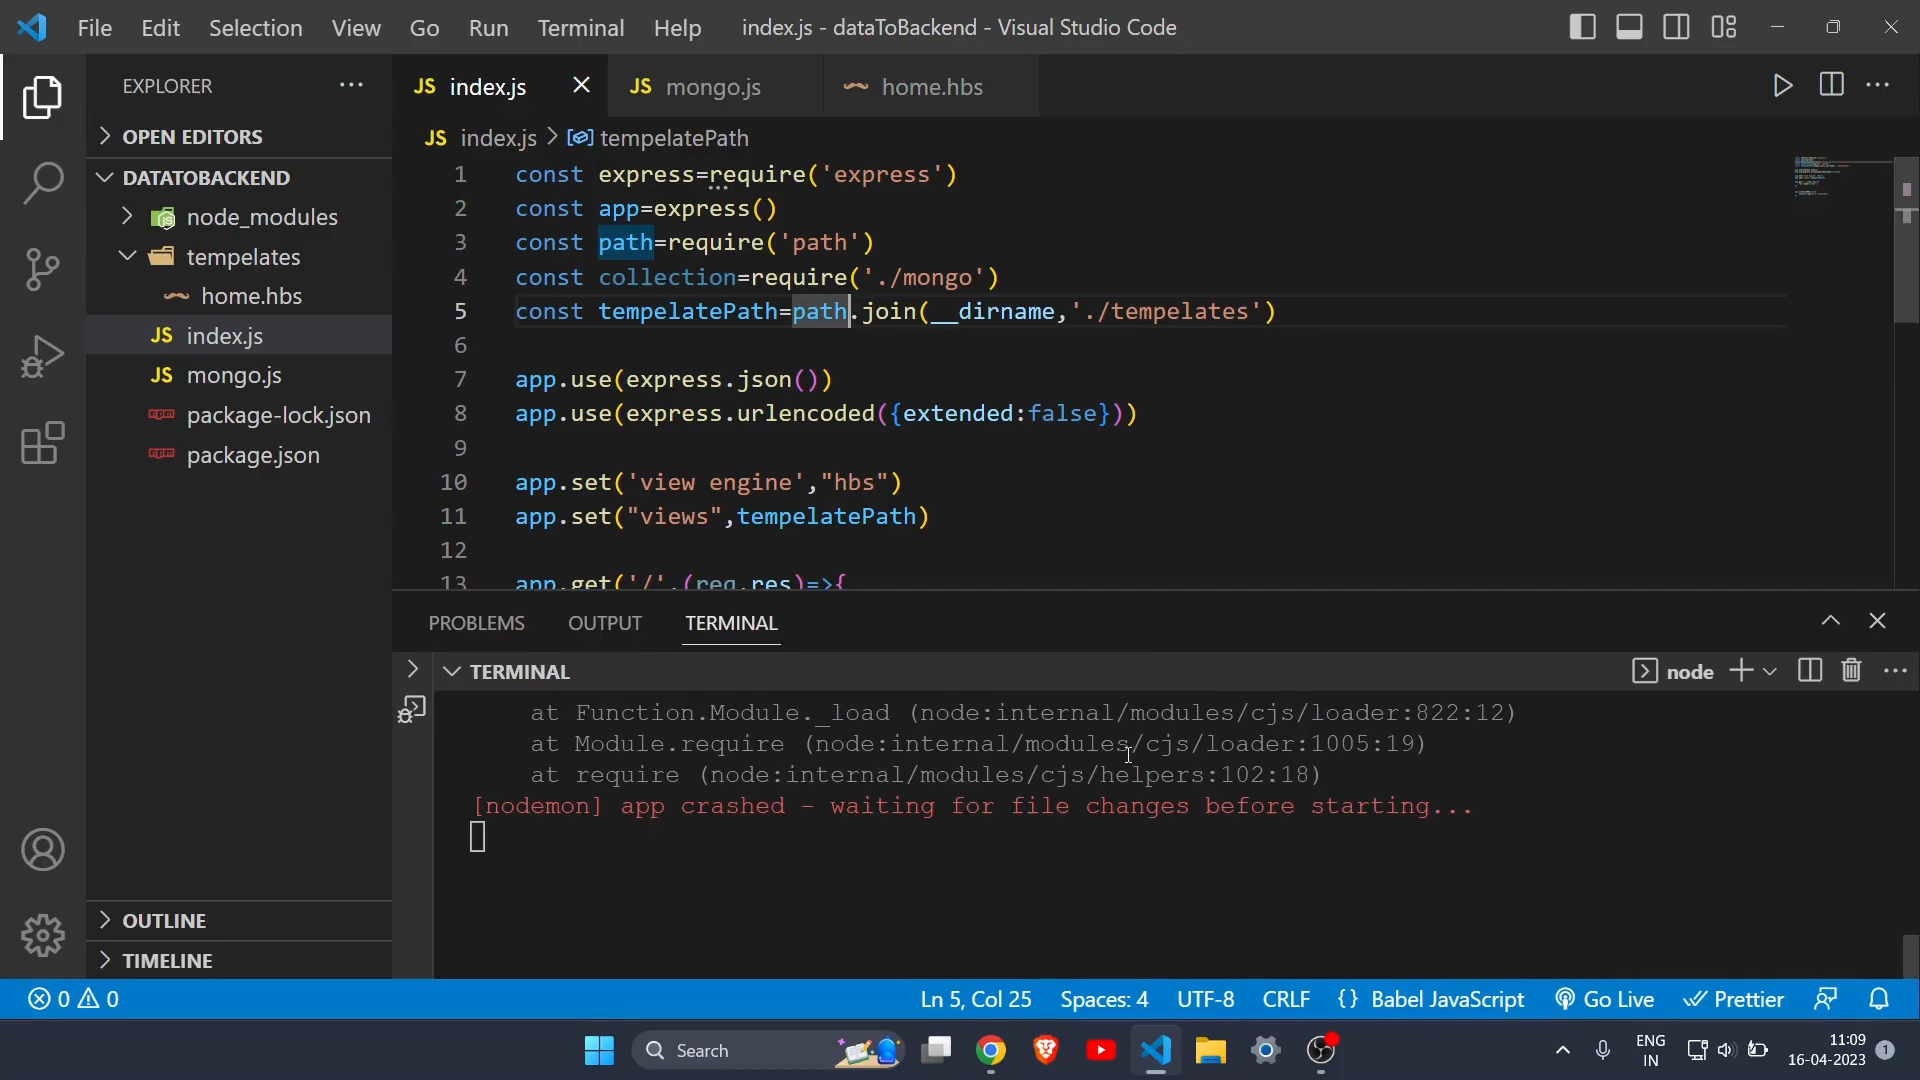 File Edit Selection View Go Run Terminal Help index.js - dataToBackend - Visual Studio Code
EXPLORER
JS index.js
JS mongo.js
home.hbs
OPEN EDITORS
JS index.js > tempelatePath
DATATOBACKEND
node_modules
tempelates
home.hbs
JS index.js
JS mongo.js
package-lock.json
package.json
OUTLINE
TIMELINE
1 const express=require('express')
2 const app=express()
3 const path=require('path')
4 const collection=require('./mongo')
5 const tempelatePath=path.join(__dirname,'./tempelates')
6
7 app.use(express.json())
8 app.use(express.urlencoded({extended:false}))
9
10 app.set('view engine',"hbs")
11 app.set("views",tempelatePath)
12
13 app.get('/',(req,res)=>{
PROBLEMS OUTPUT TERMINAL
TERMINAL
node
at Function.Module._load (node:internal/modules/cjs/loader:822:12)
at Module.require (node:internal/modules/cjs/loader:1005:19)
at require (node:internal/modules/cjs/helpers:102:18)
[nodemon] app crashed - waiting for file changes before starting...
0 0 Ln 5, Col 25 Spaces: 4 UTF-8 CRLF {} Babel JavaScript Go Live Prettier
Search
ENG
IN
11:09
16-04-2023
1